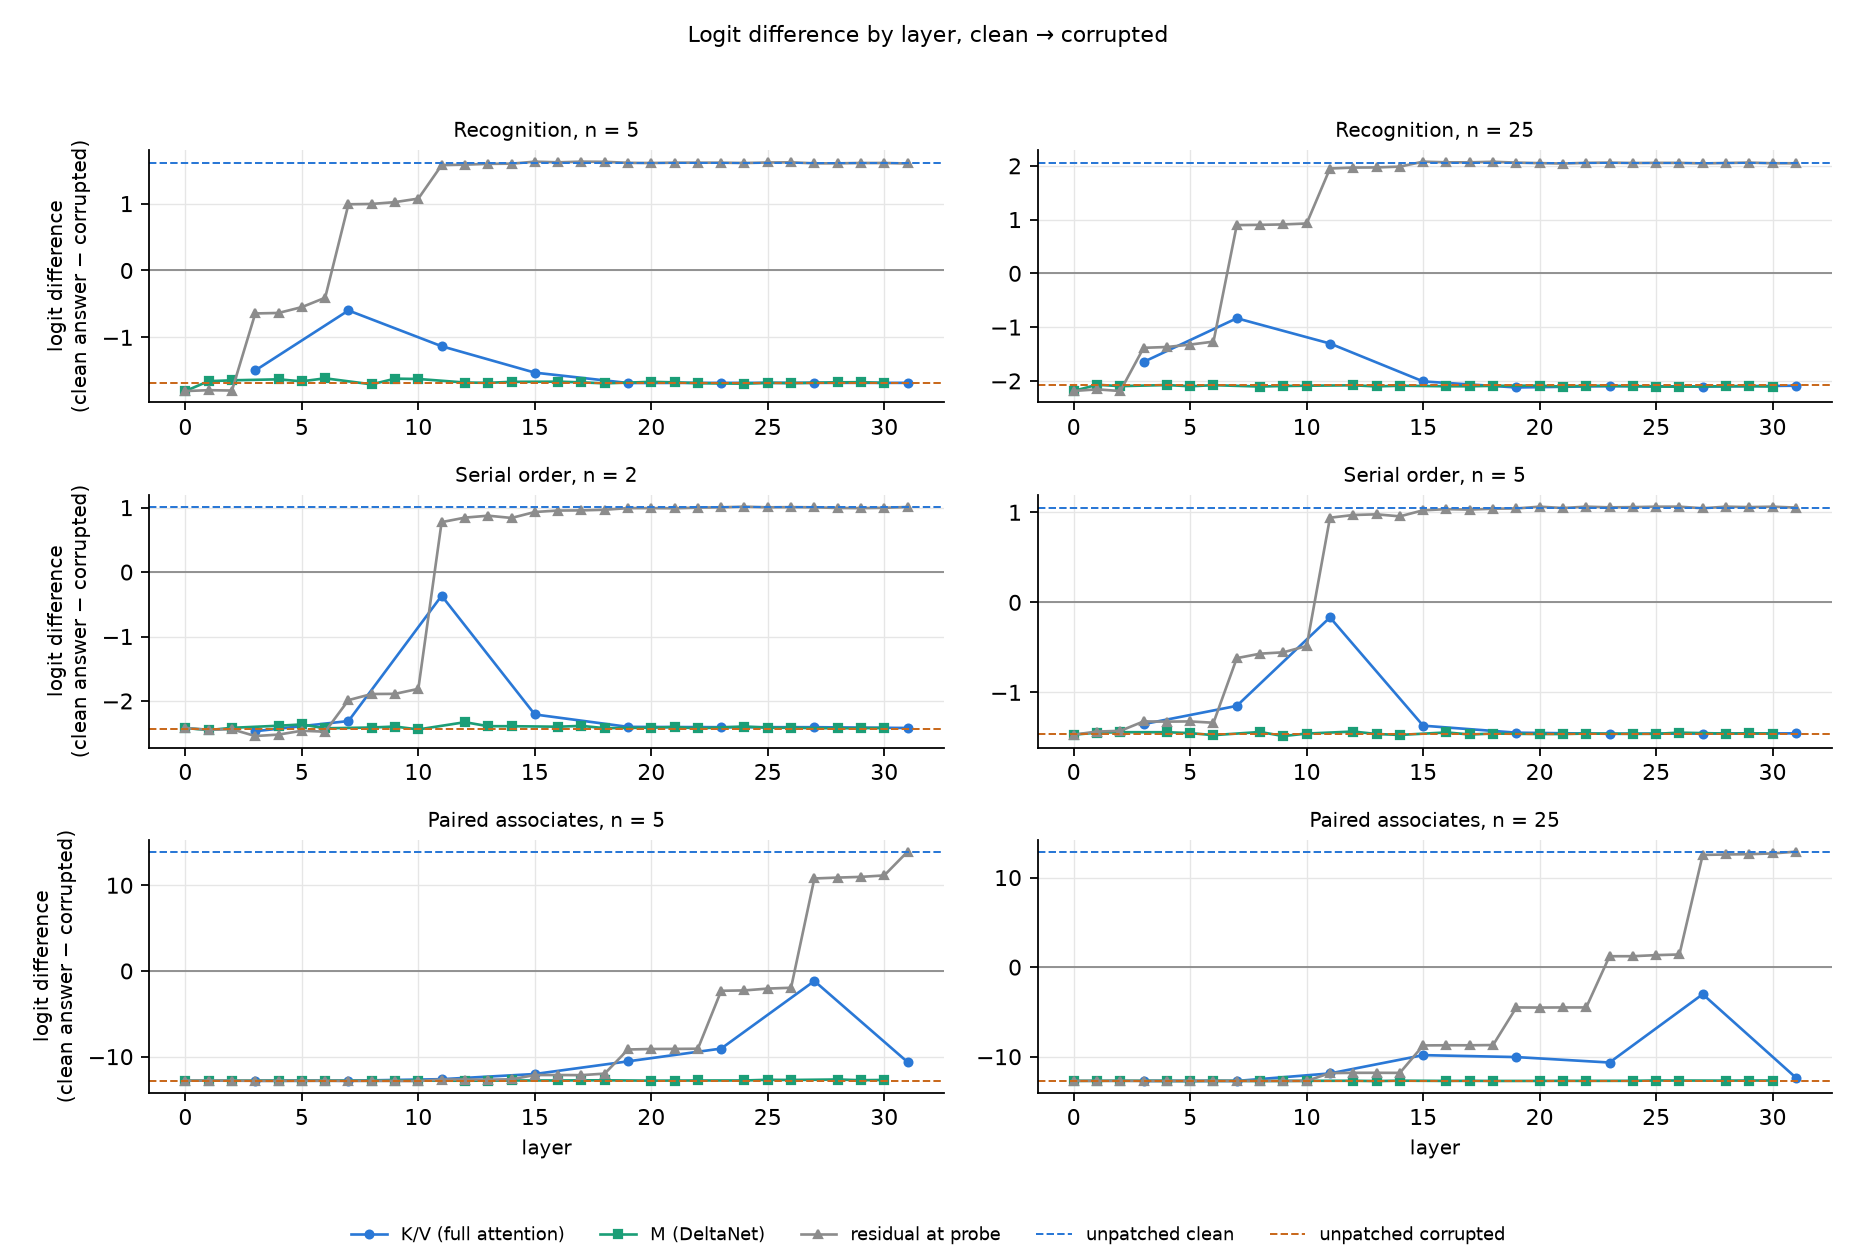 Logit difference by layer, clean → corrupted
Recognition, n = 5
logit difference
(clean answer − corrupted)
1
0
−1
0 5 10 15 20 25 30
Recognition, n = 25
2
1
0
−1
−2
0 5 10 15 20 25 30
Serial order, n = 2
logit difference
(clean answer − corrupted)
1
0
−1
−2
0 5 10 15 20 25 30
Serial order, n = 5
1
0
−1
0 5 10 15 20 25 30
Paired associates, n = 5
logit difference
(clean answer − corrupted)
10
0
−10
0 5 10 15 20 25 30
layer
Paired associates, n = 25
10
0
−10
0 5 10 15 20 25 30
layer
K/V (full attention) M (DeltaNet) residual at probe unpatched clean unpatched corrupted